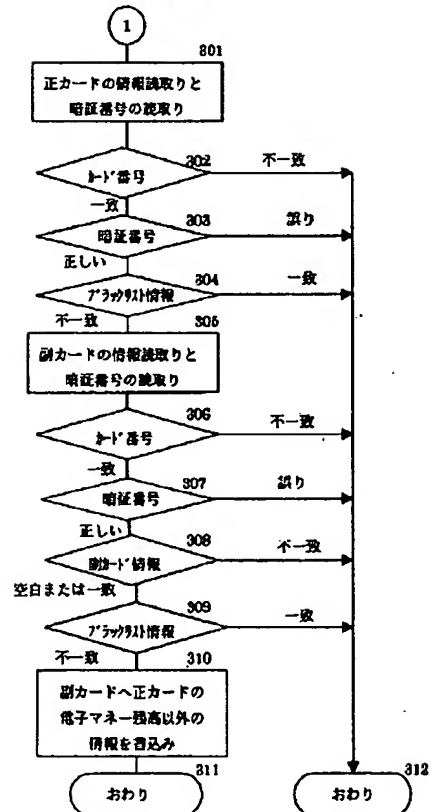 1
301
正カードの情報読取りと
暗証番号の読取り
302
不一致
カード番号
一致
303
誤り
暗証番号
正しい
304
一致
ブラックリスト情報
不一致
305
副カードの情報読取りと
暗証番号の読取り
306
不一致
カード番号
一致
307
誤り
暗証番号
正しい
308
不一致
副カード情報
空白または一致
309
一致
ブラックリスト情報
不一致
310
副カードへ正カードの
電子マネー残高以外の
情報を書込み
311
おわり
312
おわり